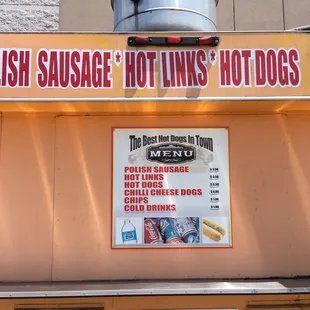 ISH SAUSAGE * HOT LINKS * HOT DOGS
The Best Hot Dogs In Town
MENU
POLISH SAUSAGE
HOT LINKS
HOT DOGS
CHILLI CHEESE DOGS
CHIPS
COLD DRINKS